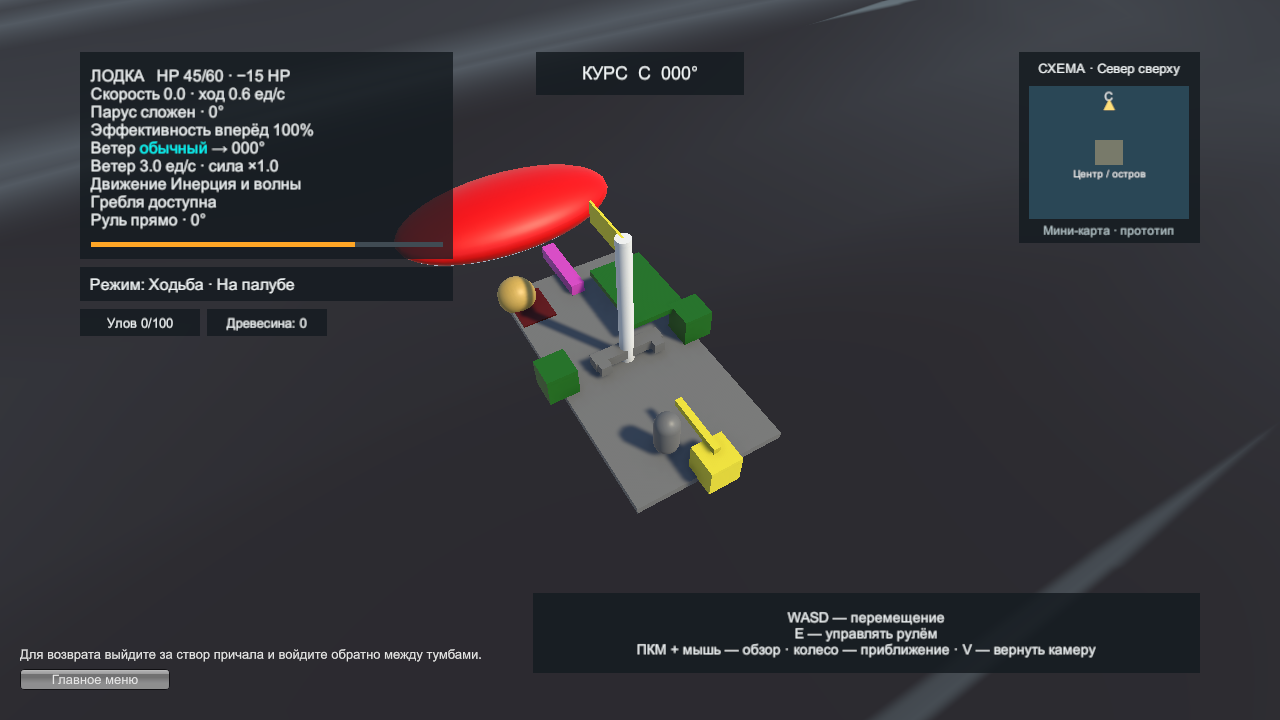 ЛОДКА HP 45/60 · −15 HP
Скорость 0.0 · ход 0.6 ед/с
Парус сложен · 0°
Эффективность вперёд 100%
Ветер обычный → 000°
Ветер 3.0 ед/с · сила ×1.0
Движение Инерция и волны
Гребля доступна
Руль прямо · 0°
Режим: Ходьба · На палубе
Улов 0/100
Древесина: 0
КУРС С 000°
СХЕМА · Север сверху
С
Центр / остров
Мини-карта · прототип
WASD — перемещение
E — управлять рулём
ПКМ + мышь — обзор · колесо — приближение · V — вернуть камеру
Для возврата выйдите за створ причала и войдите обратно между тумбами.
Главное меню